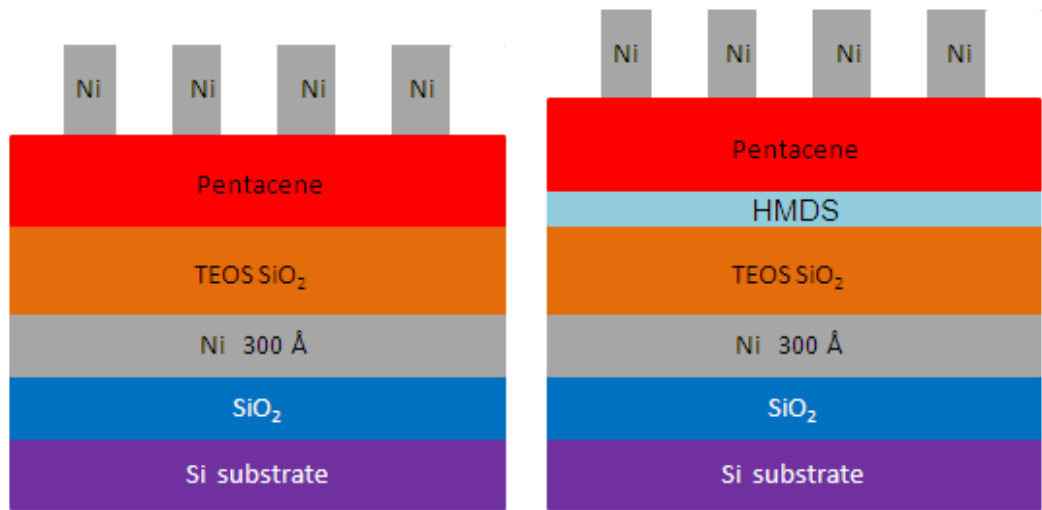 Ni Ni Ni Ni
Pentacene
TEOS SiO₂
Ni 300 Å
SiO₂
Si substrate
Ni Ni Ni Ni
Pentacene
HMDS
TEOS SiO₂
Ni 300 Å
SiO₂
Si substrate